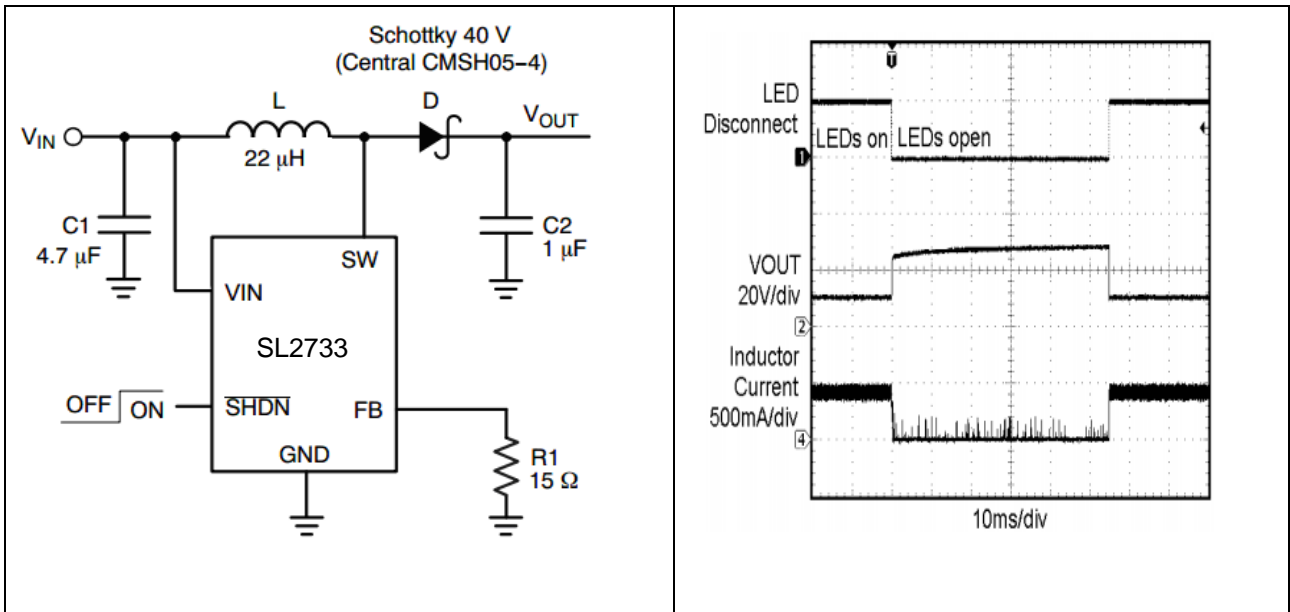 Schottky 40 V
(Central CMSH05–4)
L
D
VIN
VOUT
22 μH
C1
4.7 μF
C2
1 μF
SW
VIN
SL2733
OFF
ON
SHDN
FB
GND
R1
15 Ω
T
LED
Disconnect
LEDs on
LEDs open
1
VOUT
20V/div
2
Inductor
Current
500mA/div
4
10ms/div